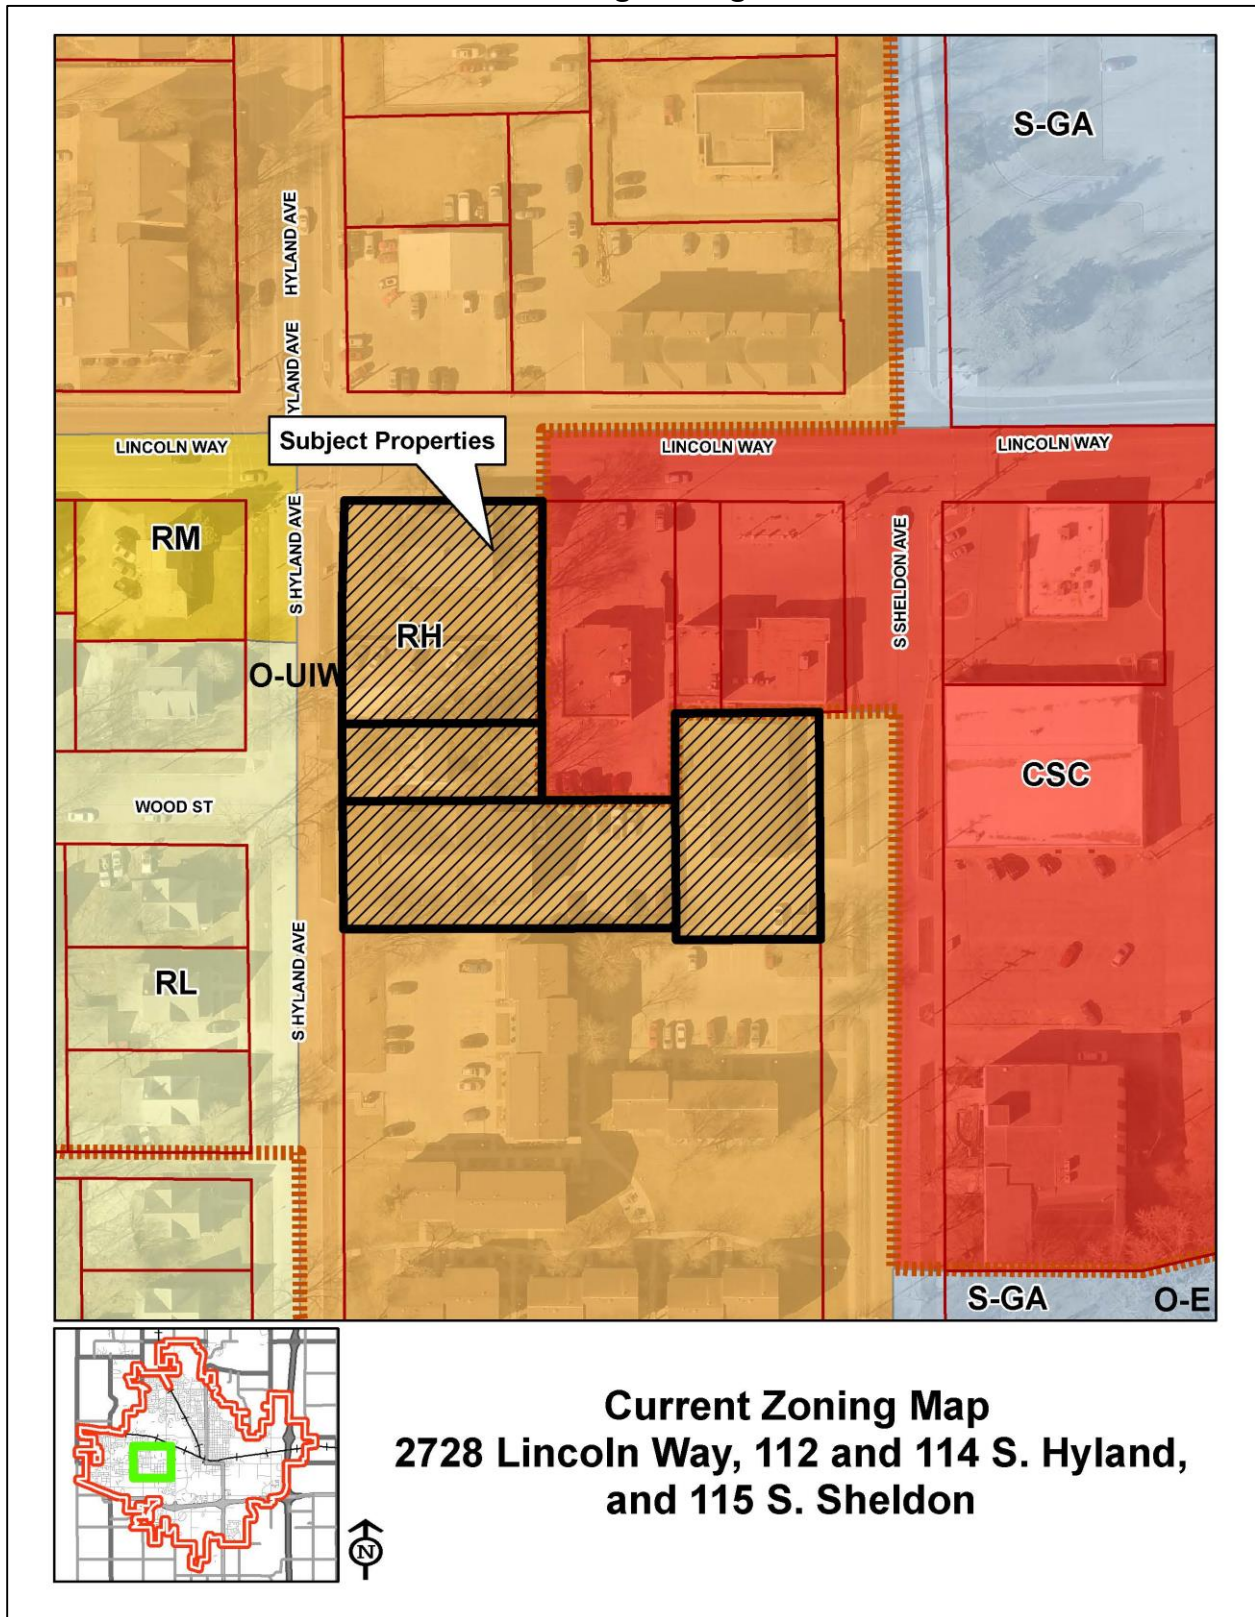 S-GA
HYLAND AVE
YLAND AVE
LINCOLN WAY
Subject Properties
LINCOLN WAY
LINCOLN WAY
RM
S HYLAND AVE
S SHELDON AVE
RH
O-UIW
CSC
WOOD ST
RL
S HYLAND AVE
S-GA
O-E
N
Current Zoning Map
2728 Lincoln Way, 112 and 114 S. Hyland,
and 115 S. Sheldon